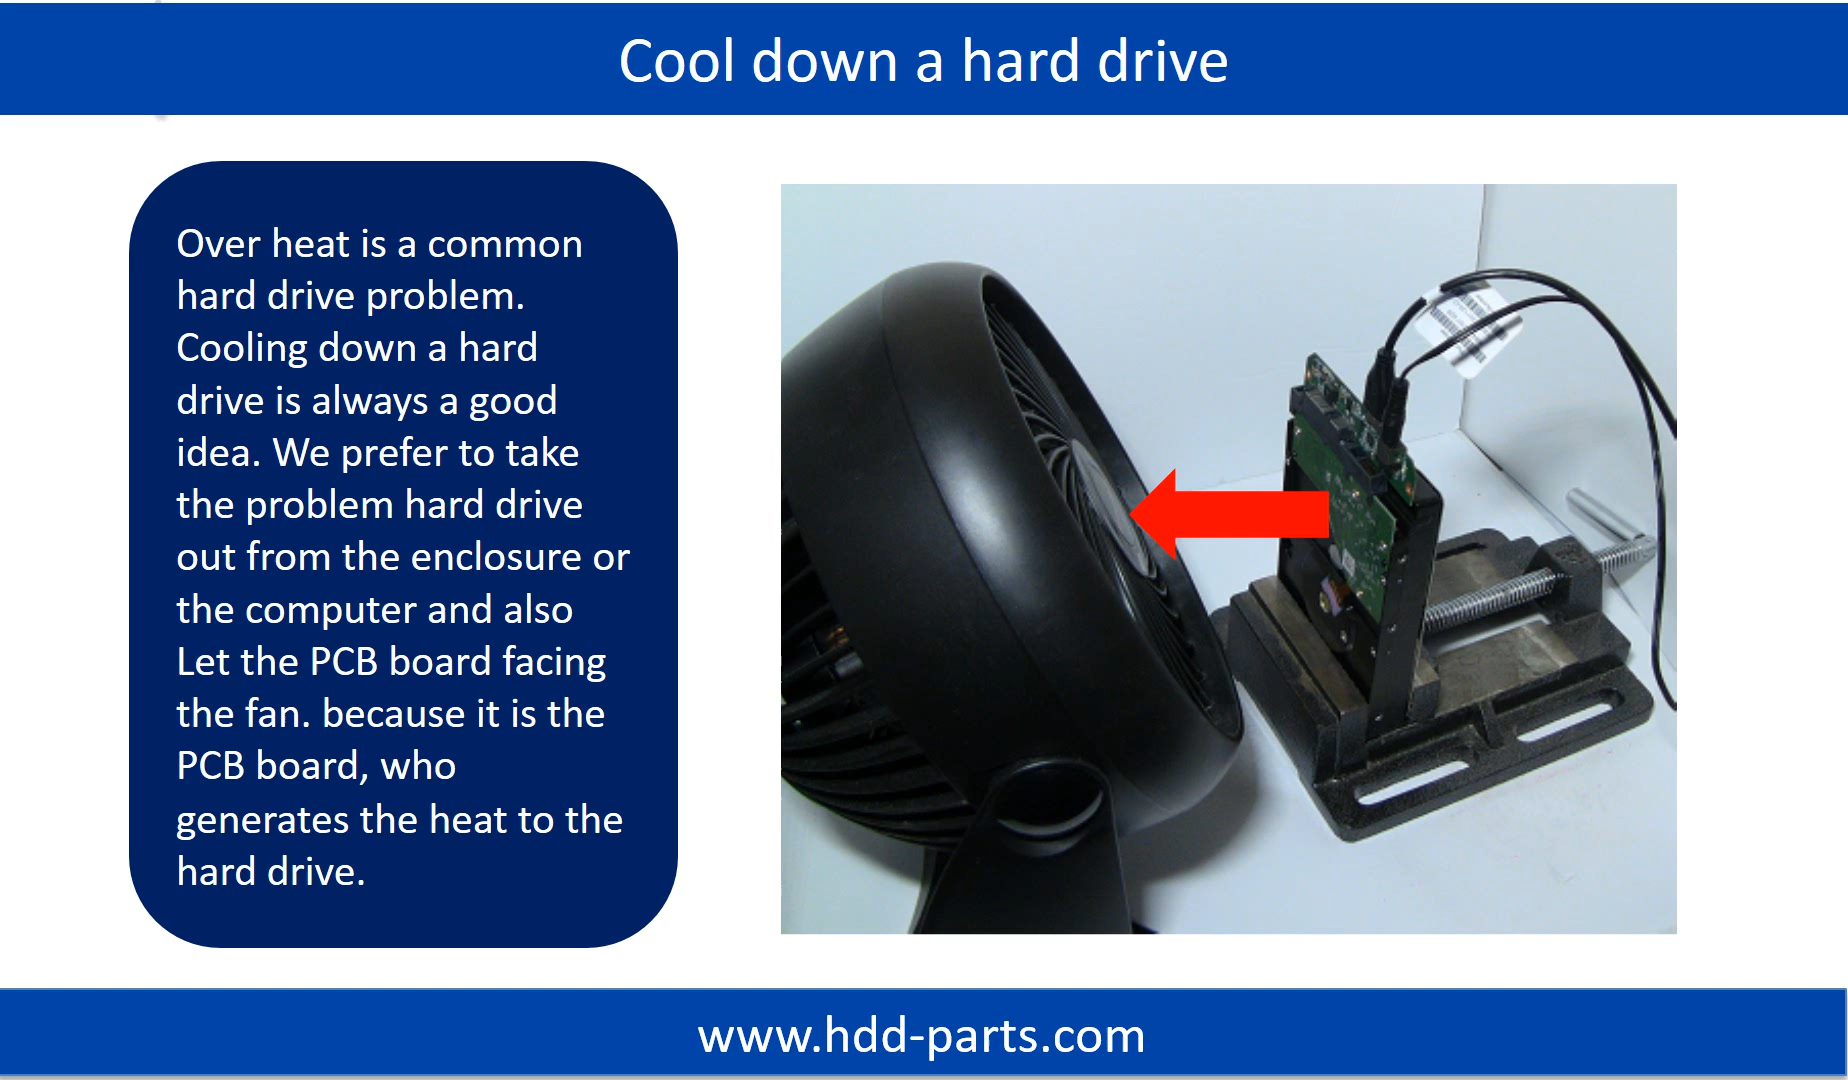 Cool down a hard drive
Over heat is a common
hard drive problem.
Cooling down a hard
drive is always a good
idea. We prefer to take
the problem hard drive
out from the enclosure or
the computer and also
Let the PCB board facing
the fan. because it is the
PCB board, who
generates the heat to the
hard drive.
www.hdd-parts.com